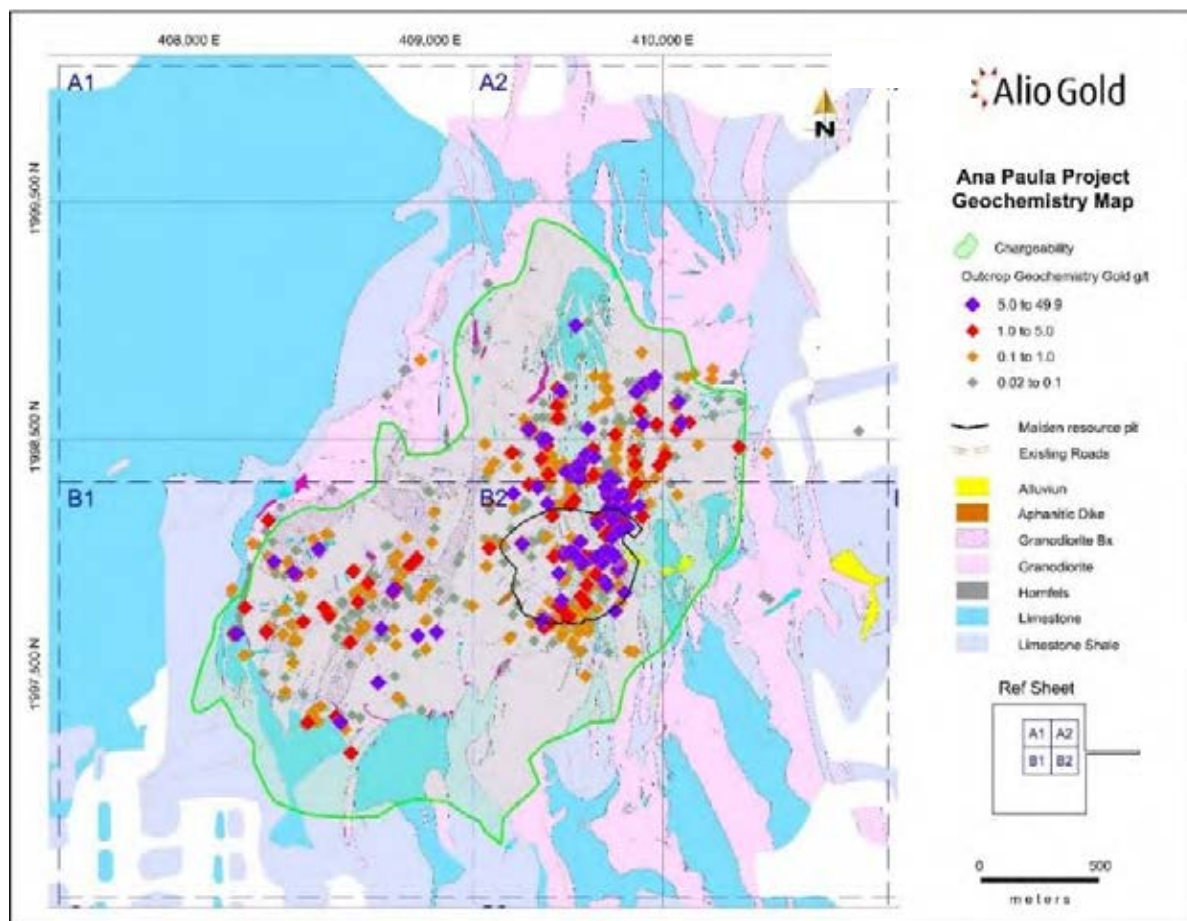 408,000 E
409,000 E
410,000 E
A1
A2
N
Alio Gold
1'999,500 N
Ana Paula Project
Geochemistry Map
Chargeability
Outcrop Geochemistry Gold g/t
5.0 to 49.9
1.0 to 5.0
0.1 to 1.0
0.02 to 0.1
1'998,500 N
Maiden resource pit
Existing Roads
B1
B2
Alluviun
Aphanitic Dike
Granodiorite Bx
Granodiorite
Hornfels
Limestone
Limestone Shale
1'997,500 N
Ref Sheet
A1 A2
B1 B2
0 500
meters